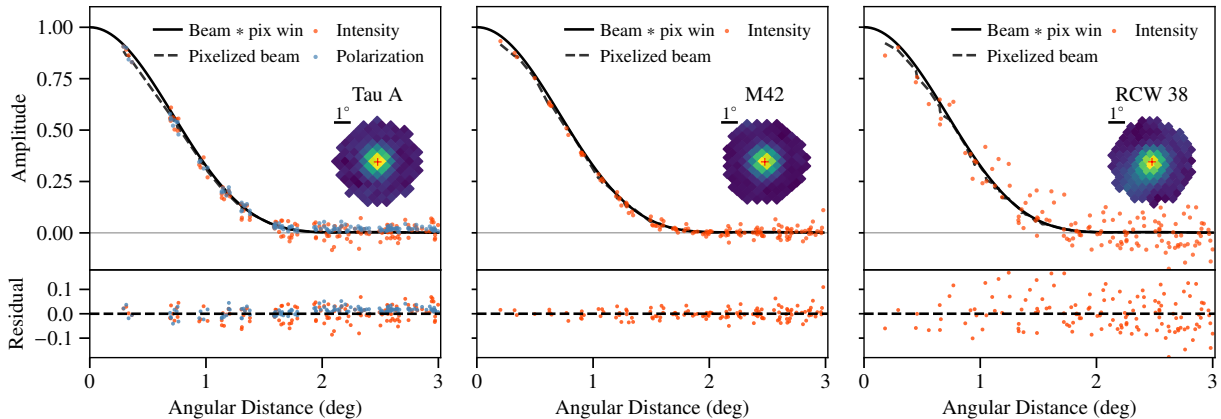 Amplitude
1.00
0.75
0.50
0.25
0.00
Beam ∗ pix win
Intensity
Pixelized beam
Polarization
Tau A
1°
Beam ∗ pix win
Intensity
Pixelized beam
M42
1°
Beam ∗ pix win
Intensity
Pixelized beam
RCW 38
1°
Residual
0.1
0.0
−0.1
0 1 2 3
0 1 2 3
0 1 2 3
Angular Distance (deg)
Angular Distance (deg)
Angular Distance (deg)